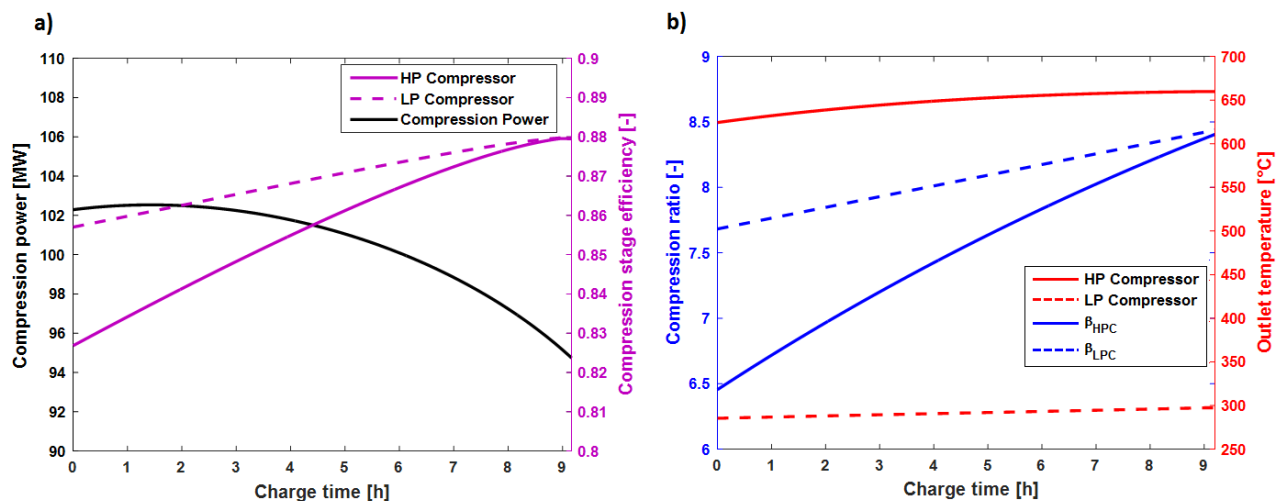 a)
Compression power [MW]
110
108
106
104
102
100
98
96
94
92
90
0 1 2 3 4 5 6 7 8 9
Charge time [h]
0.9
0.89
0.88
0.87
0.86
0.85
0.84
0.83
0.82
0.81
0.8
Compression stage efficiency [-]
HP Compressor
LP Compressor
Compression Power
b)
Compression ratio [-]
9
8.5
8
7.5
7
6.5
6
0 1 2 3 4 5 6 7 8 9
Charge time [h]
700
650
600
550
500
450
400
350
300
250
Outlet temperature [°C]
HP Compressor
LP Compressor
βHPC
βLPC